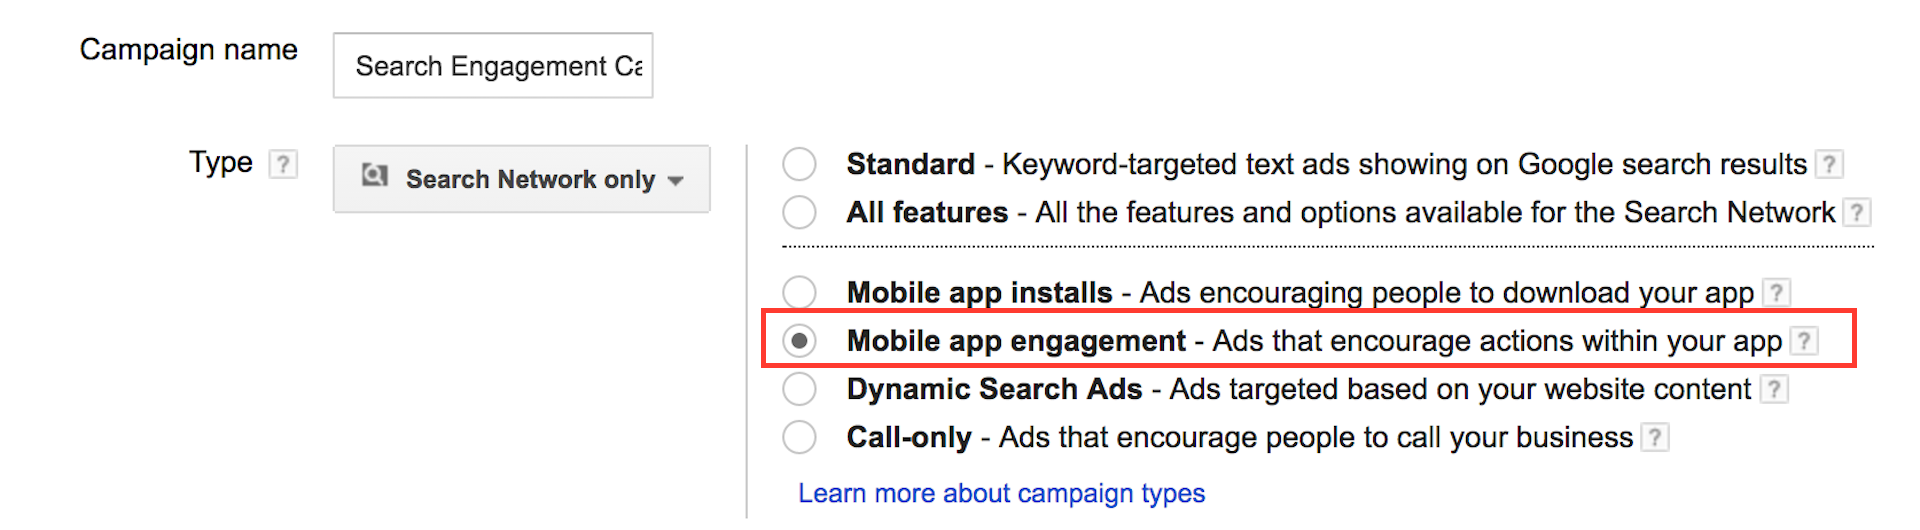 Campaign name
Search Engagement Ca
Type ?
Search Network only
Standard - Keyword-targeted text ads showing on Google search results ?
All features - All the features and options available for the Search Network ?
Mobile app installs - Ads encouraging people to download your app ?
Mobile app engagement - Ads that encourage actions within your app ?
Dynamic Search Ads - Ads targeted based on your website content ?
Call-only - Ads that encourage people to call your business ?
Learn more about campaign types